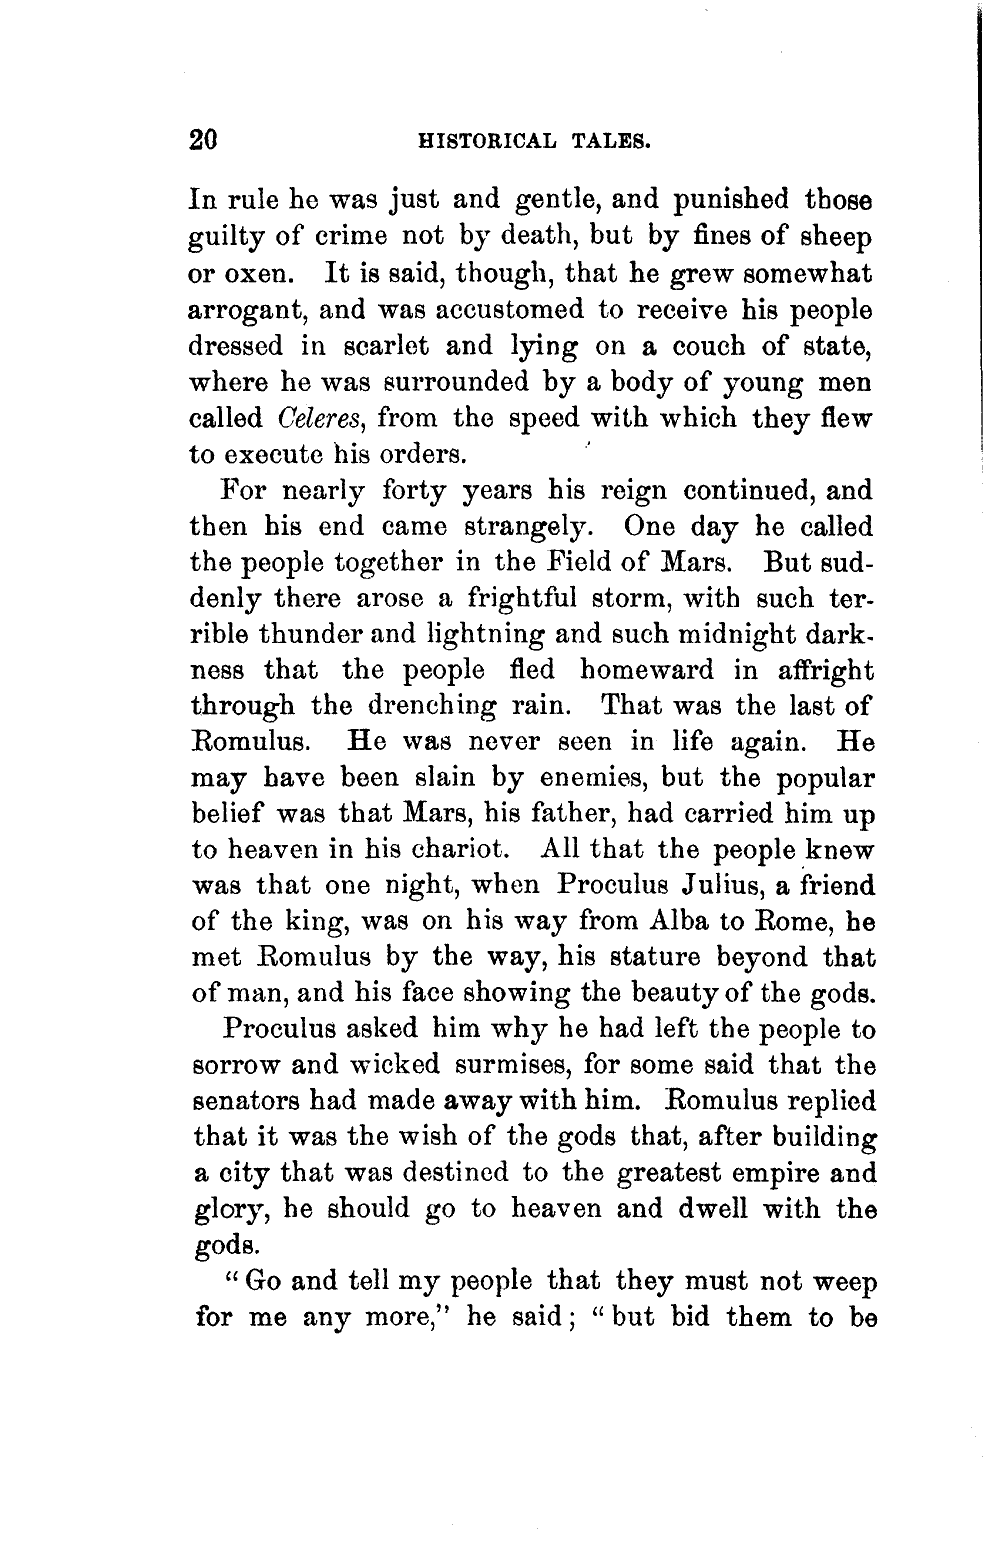 20 HISTORICAL TALES.
In rule he was just and gentle, and punished those
guilty of crime not by death, but by fines of sheep
or oxen. It is said, though, that he grew somewhat
arrogant, and was accustomed to receive his people
dressed in scarlet and lying on a couch of state,
where he was surrounded by a body of young men
called Celeres, from the speed with which they flew
to execute his orders.
For nearly forty years his reign continued, and
then his end came strangely. One day he called
the people together in the Field of Mars. But sud-
denly there arose a frightful storm, with such ter-
rible thunder and lightning and such midnight dark-
ness that the people fled homeward in affright
through the drenching rain. That was the last of
Romulus. He was never seen in life again. He
may have been slain by enemies, but the popular
belief was that Mars, his father, had carried him up
to heaven in his chariot. All that the people knew
was that one night, when Proculus Julius, a friend
of the king, was on his way from Alba to Rome, he
met Romulus by the way, his stature beyond that
of man, and his face showing the beauty of the gods.
Proculus asked him why he had left the people to
sorrow and wicked surmises, for some said that the
senators had made away with him. Romulus replied
that it was the wish of the gods that, after building
a city that was destined to the greatest empire and
glory, he should go to heaven and dwell with the
gods.
“Go and tell my people that they must not weep
for me any more,” he said; “but bid them to be